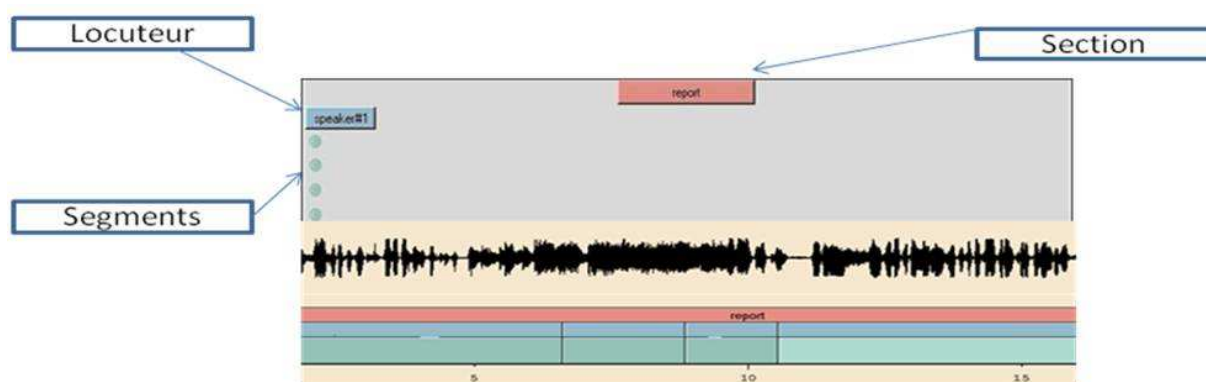 Locuteur
Section
report
speaker#1
Segments
report
5 10 15